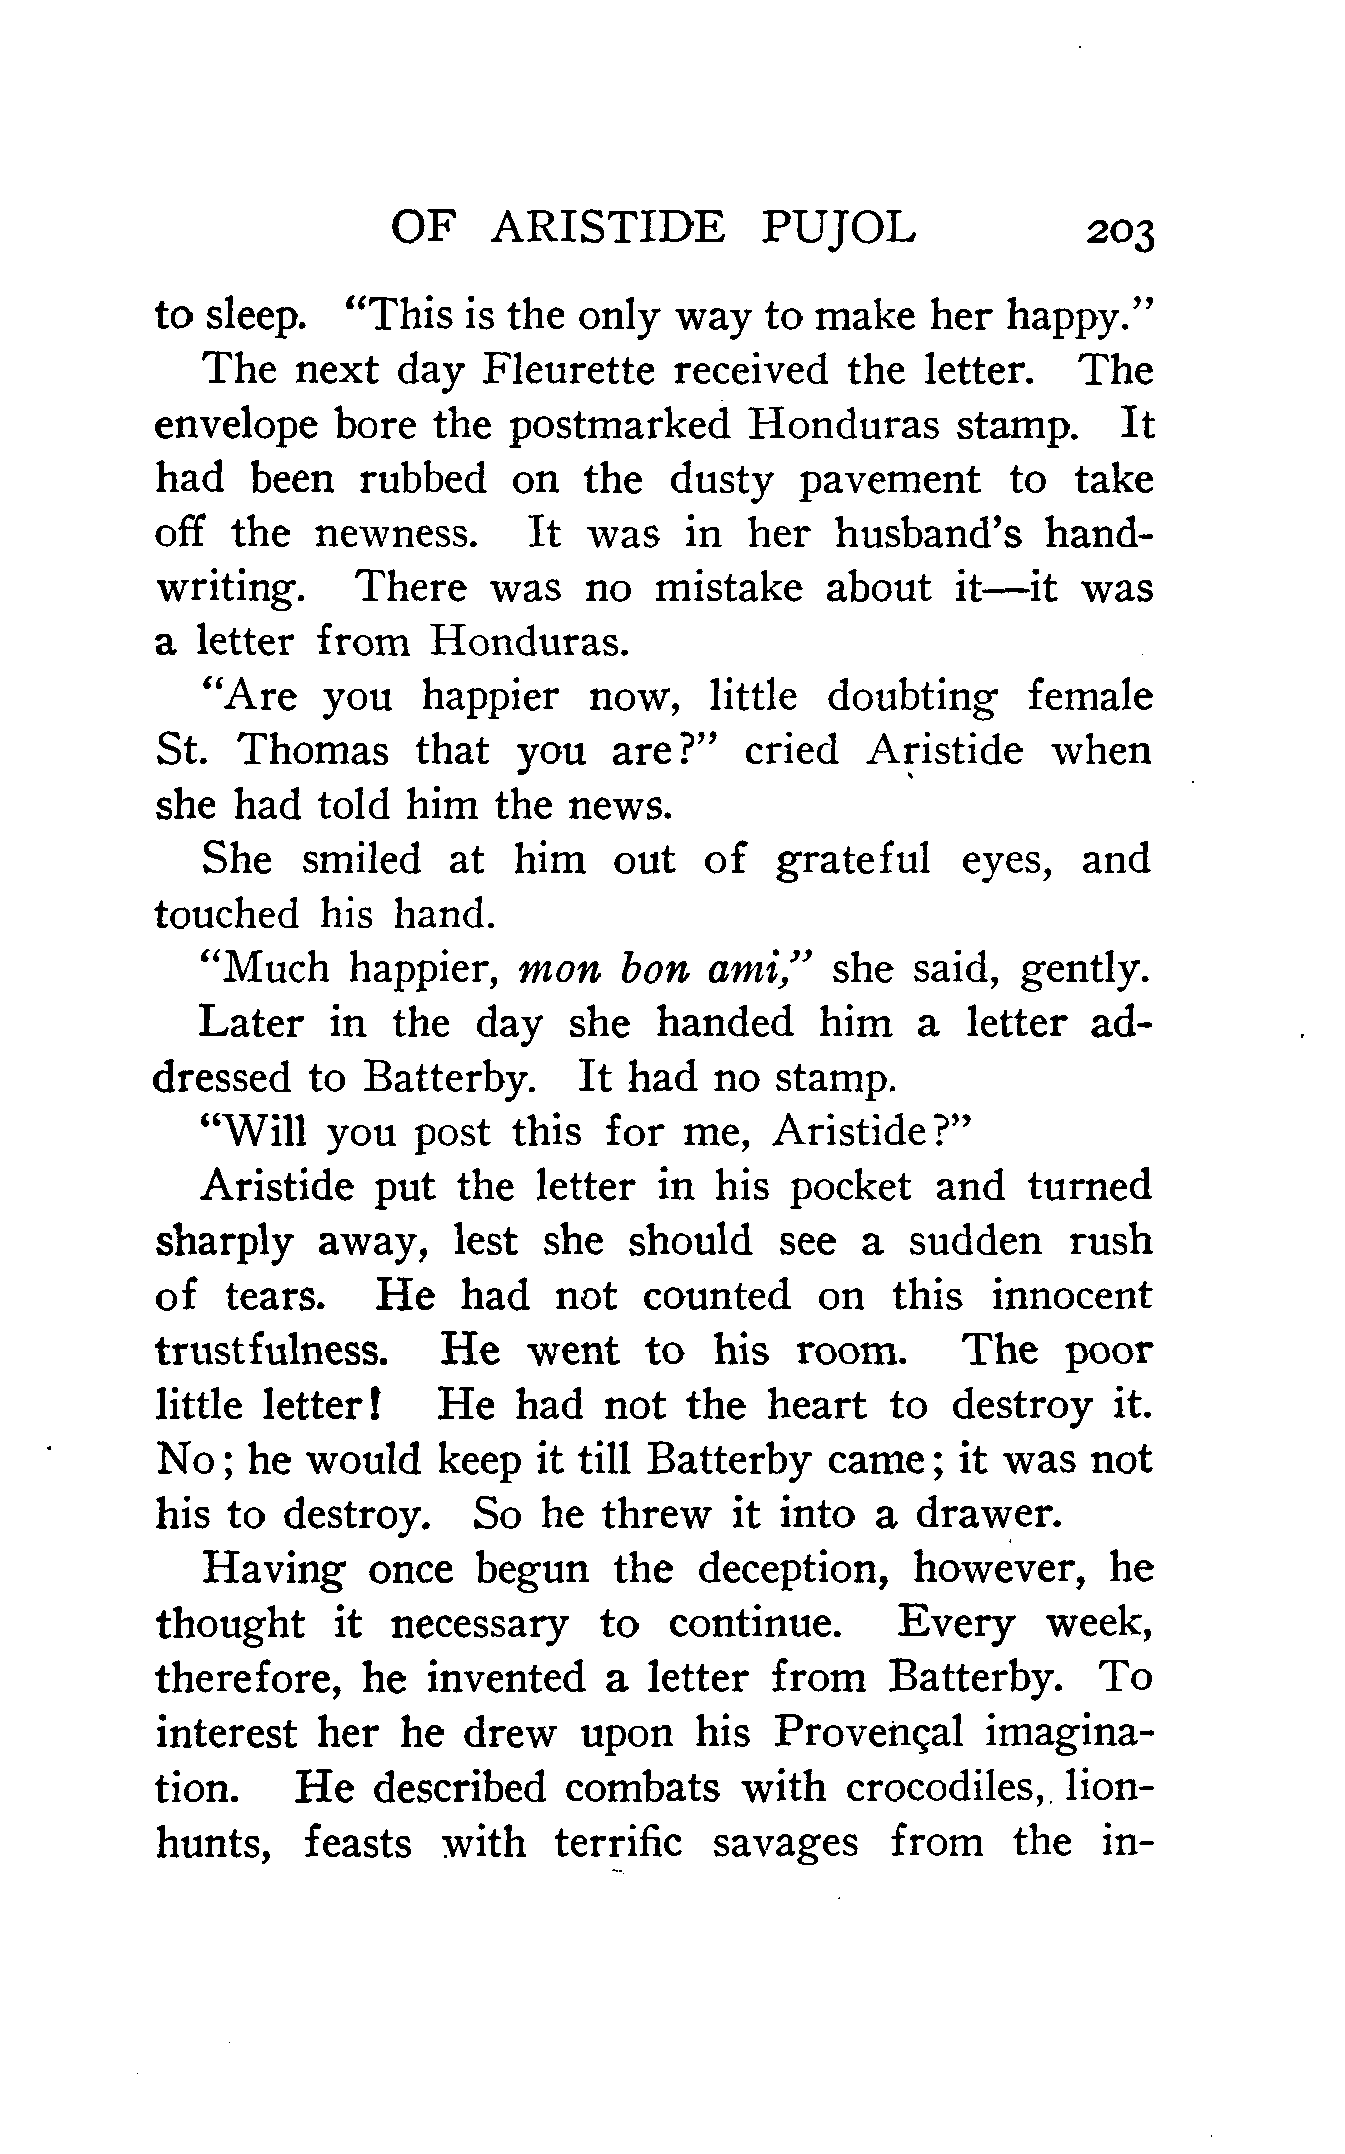 OF ARISTIDE PUJOL 203
to sleep. “This is the only way to make her happy.”
The next day Fleurette received the letter. The
envelope bore the postmarked Honduras stamp. It
had been rubbed on the dusty pavement to take
off the newness. It was in her husband’s hand-
writing. There was no mistake about it—it was
a letter from Honduras.
“Are you happier now, little doubting female
St. Thomas that you are?” cried Aristide when
she had told him the news.
She smiled at him out of grateful eyes, and
touched his hand.
“Much happier, mon bon ami,” she said, gently.
Later in the day she handed him a letter ad-
dressed to Batterby. It had no stamp.
“Will you post this for me, Aristide?”
Aristide put the letter in his pocket and turned
sharply away, lest she should see a sudden rush
of tears. He had not counted on this innocent
trustfulness. He went to his room. The poor
little letter! He had not the heart to destroy it.
No; he would keep it till Batterby came; it was not
his to destroy. So he threw it into a drawer.
Having once begun the deception, however, he
thought it necessary to continue. Every week,
therefore, he invented a letter from Batterby. To
interest her he drew upon his Provençal imagina-
tion. He described combats with crocodiles, lion-
hunts, feasts with terrific savages from the in-